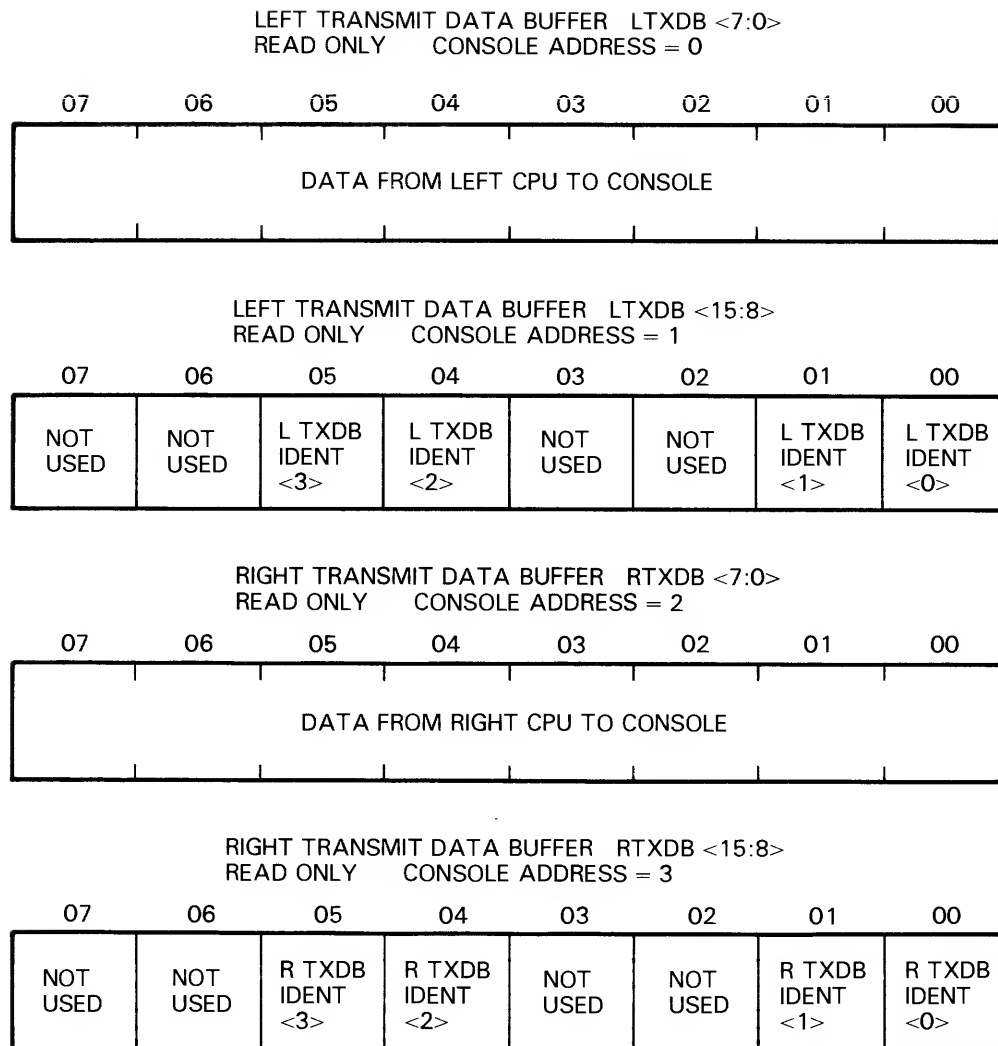 LEFT TRANSMIT DATA BUFFER LTXDB <7:0>
READ ONLY CONSOLE ADDRESS = 0
07 06 05 04 03 02 01 00
DATA FROM LEFT CPU TO CONSOLE
LEFT TRANSMIT DATA BUFFER LTXDB <15:8>
READ ONLY CONSOLE ADDRESS = 1
07 06 05 04 03 02 01 00
NOT USED
NOT USED
L TXDB IDENT <3>
L TXDB IDENT <2>
NOT USED
NOT USED
L TXDB IDENT <1>
L TXDB IDENT <0>
RIGHT TRANSMIT DATA BUFFER RTXDB <7:0>
READ ONLY CONSOLE ADDRESS = 2
07 06 05 04 03 02 01 00
DATA FROM RIGHT CPU TO CONSOLE
RIGHT TRANSMIT DATA BUFFER RTXDB <15:8>
READ ONLY CONSOLE ADDRESS = 3
07 06 05 04 03 02 01 00
NOT USED
NOT USED
R TXDB IDENT <3>
R TXDB IDENT <2>
NOT USED
NOT USED
R TXDB IDENT <1>
R TXDB IDENT <0>